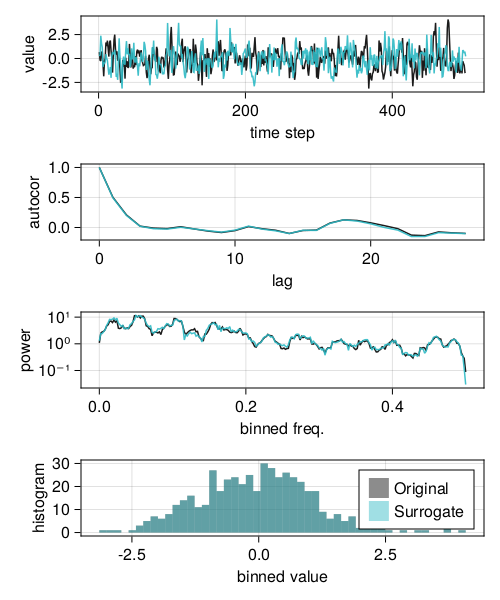 value
2.5
0.0
-2.5
0
200
400
time step
autocor
1.0
0.5
0.0
0
10
20
lag
power
10¹
10⁰
10⁻¹
0.0
0.2
0.4
binned freq.
histogram
30
20
10
0
Original
Surrogate
-2.5
0.0
2.5
binned value